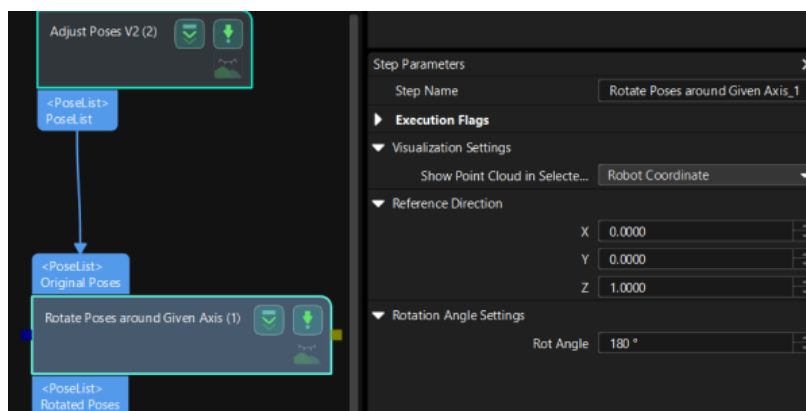 Adjust Poses V2 (2)
<PoseList>
PoseList
<PoseList>
Original Poses
Rotate Poses around Given Axis (1)
<PoseList>
Rotated Poses
Step Parameters
Step Name
Rotate Poses around Given Axis_1
Execution Flags
Visualization Settings
Show Point Cloud in Selecte...
Robot Coordinate
Reference Direction
X 0.0000
Y 0.0000
Z 1.0000
Rotation Angle Settings
Rot Angle 180 °